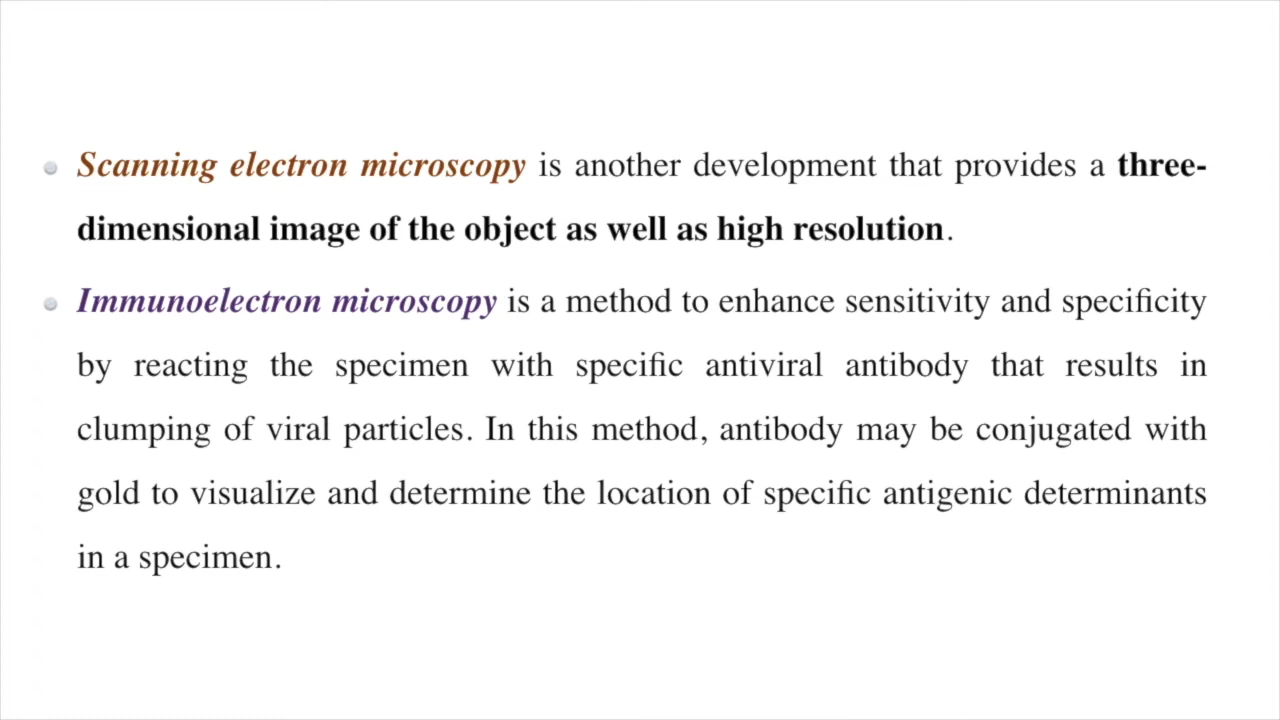 Scanning electron microscopy is another development that provides a three-
dimensional image of the object as well as high resolution.
Immunoelectron microscopy is a method to enhance sensitivity and specificity
by reacting the specimen with specific antiviral antibody that results in
clumping of viral particles. In this method, antibody may be conjugated with
gold to visualize and determine the location of specific antigenic determinants
in a specimen.